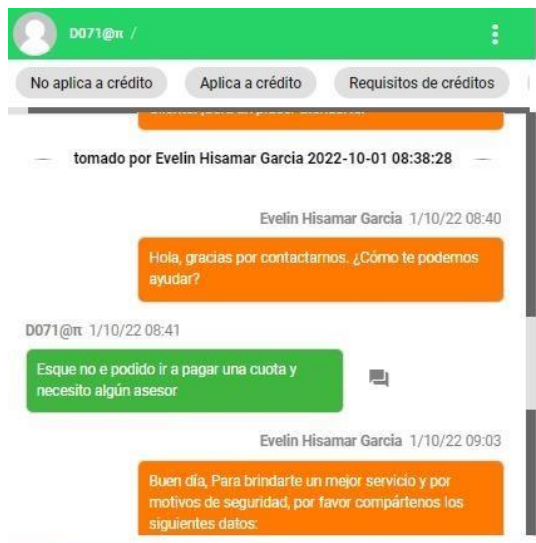 D071@π /
No aplica a crédito Aplica a crédito Requisitos de créditos
tomado por Evelin Hisamar Garcia 2022-10-01 08:38:28
Evelin Hisamar Garcia 1/10/22 08:40
Hola, gracias por contactarnos. ¿Cómo te podemos
ayudar?
D071@π 1/10/22 08:41
Esque no e podido ir a pagar una cuota y
necesito algún asesor
Evelin Hisamar Garcia 1/10/22 09:03
Buen día, Para brindarte un mejor servicio y por
motivos de seguridad, por favor compártenos los
siguientes datos: